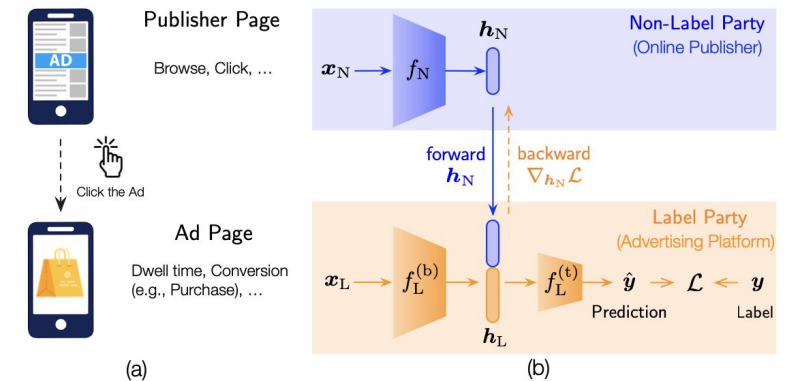 Publisher Page
AD
Browse, Click, …
Click the Ad
Ad Page
Dwell time, Conversion
(e.g., Purchase), …
(a)
Non-Label Party
(Online Publisher)
x_N
f_N
h_N
forward
h_N
backward
∇_{h_N} ℒ
Label Party
(Advertising Platform)
x_L
f_L^{(b)}
h_L
f_L^{(t)}
ŷ
ℒ
y
Prediction
Label
(b)